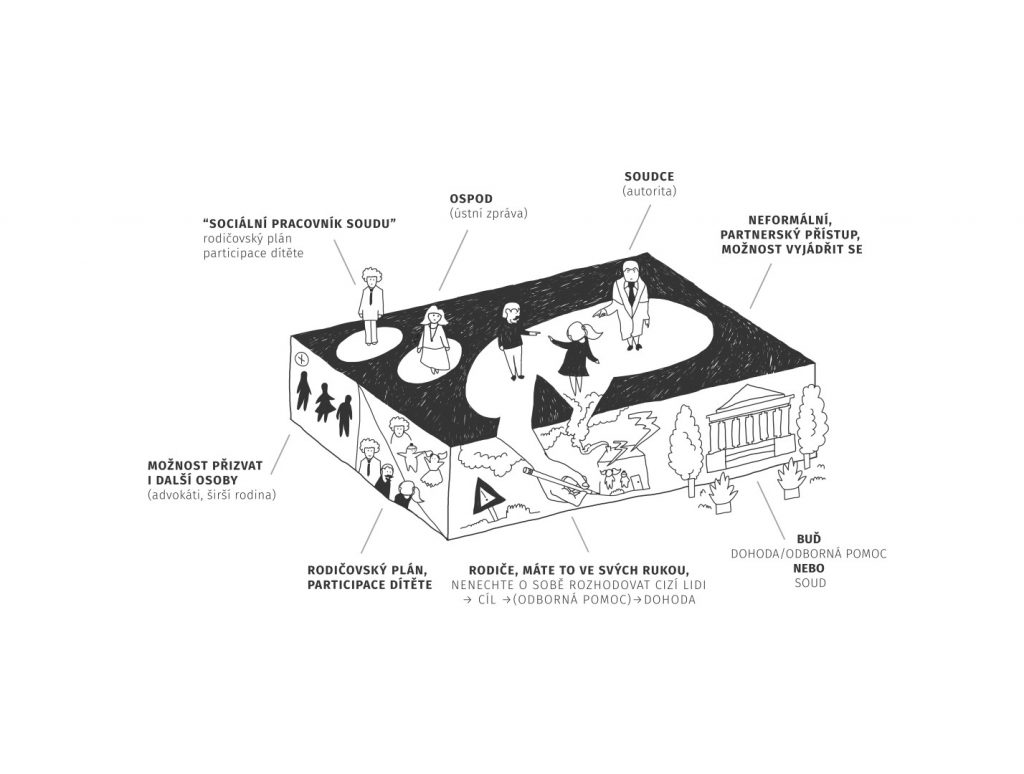 SOUDCE
(autorita)
OSPOD
(ústní zpráva)
“SOCIÁLNÍ PRACOVNÍK SOUDU”
rodičovský plán
participace dítěte
NEFORMÁLNÍ,
PARTNERSKÝ PŘÍSTUP,
MOŽNOST VYJÁDŘIT SE
MOŽNOST PŘIZVAT
I DALŠÍ OSOBY
(advokáti, širší rodina)
RODIČOVSKÝ PLÁN,
PARTICIPACE DÍTĚTE
RODIČE, MÁTE TO VE SVÝCH RUKOU,
NENECHTE O SOBĚ ROZHODOVAT CIZÍ LIDI
→ CÍL →(ODBORNÁ POMOC)→DOHODA
BUĎ
DOHODA/ODBORNÁ POMOC
NEBO
SOUD